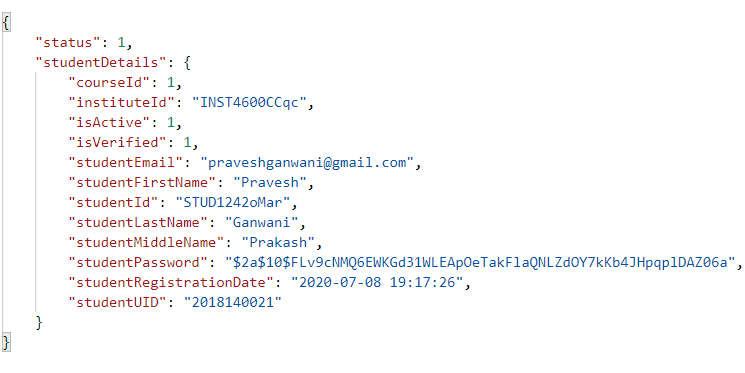 {
"status": 1,
"studentDetails": {
"courseId": 1,
"instituteId": "INST4600CCqc",
"isActive": 1,
"isVerified": 1,
"studentEmail": "praveshganwani@gmail.com",
"studentFirstName": "Pravesh",
"studentId": "STUD1242oMar",
"studentLastName": "Ganwani",
"studentMiddleName": "Prakash",
"studentPassword": "$2a$10$FLv9cNMQ6EWKGd31WLEApOeTakFlaQNLZdOY7kKb4JHpqplDAZ06a",
"studentRegistrationDate": "2020-07-08 19:17:26",
"studentUID": "2018140021"
}
}